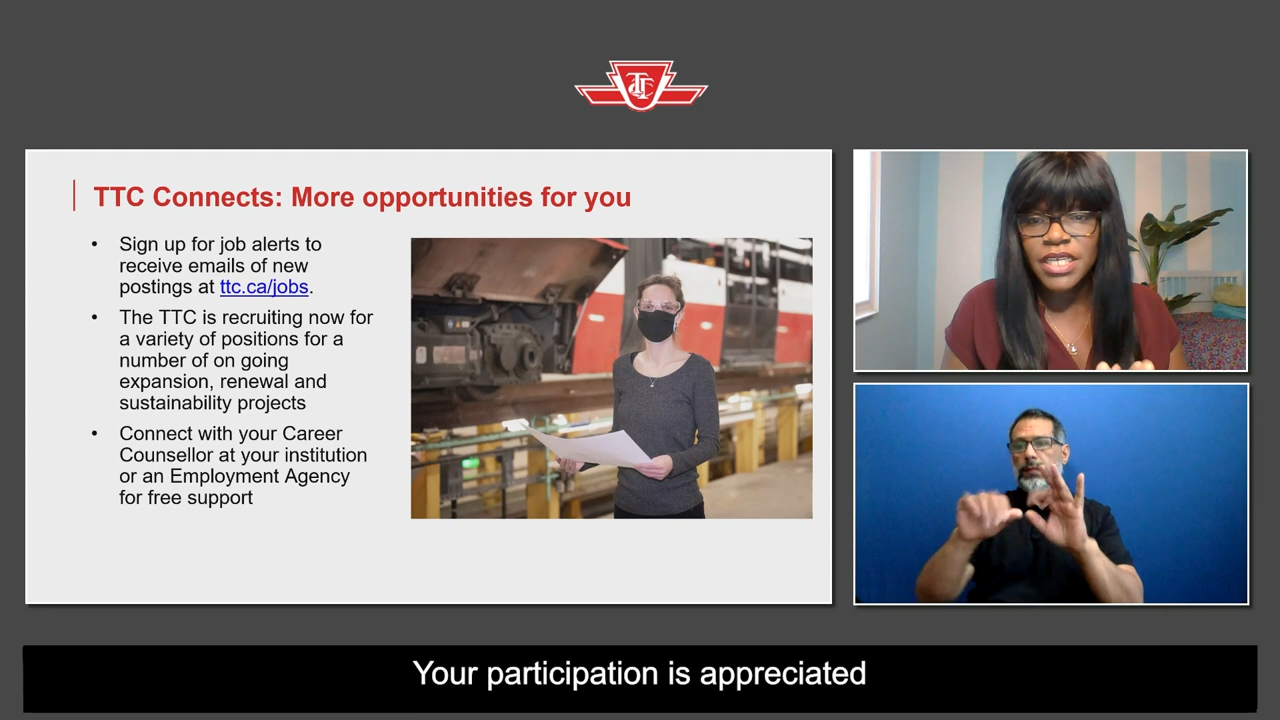 TTC
TTC Connects: More opportunities for you
• Sign up for job alerts to
receive emails of new
postings at ttc.ca/jobs.
• The TTC is recruiting now for
a variety of positions for a
number of on going
expansion, renewal and
sustainability projects
• Connect with your Career
Counsellor at your institution
or an Employment Agency
for free support
Your participation is appreciated